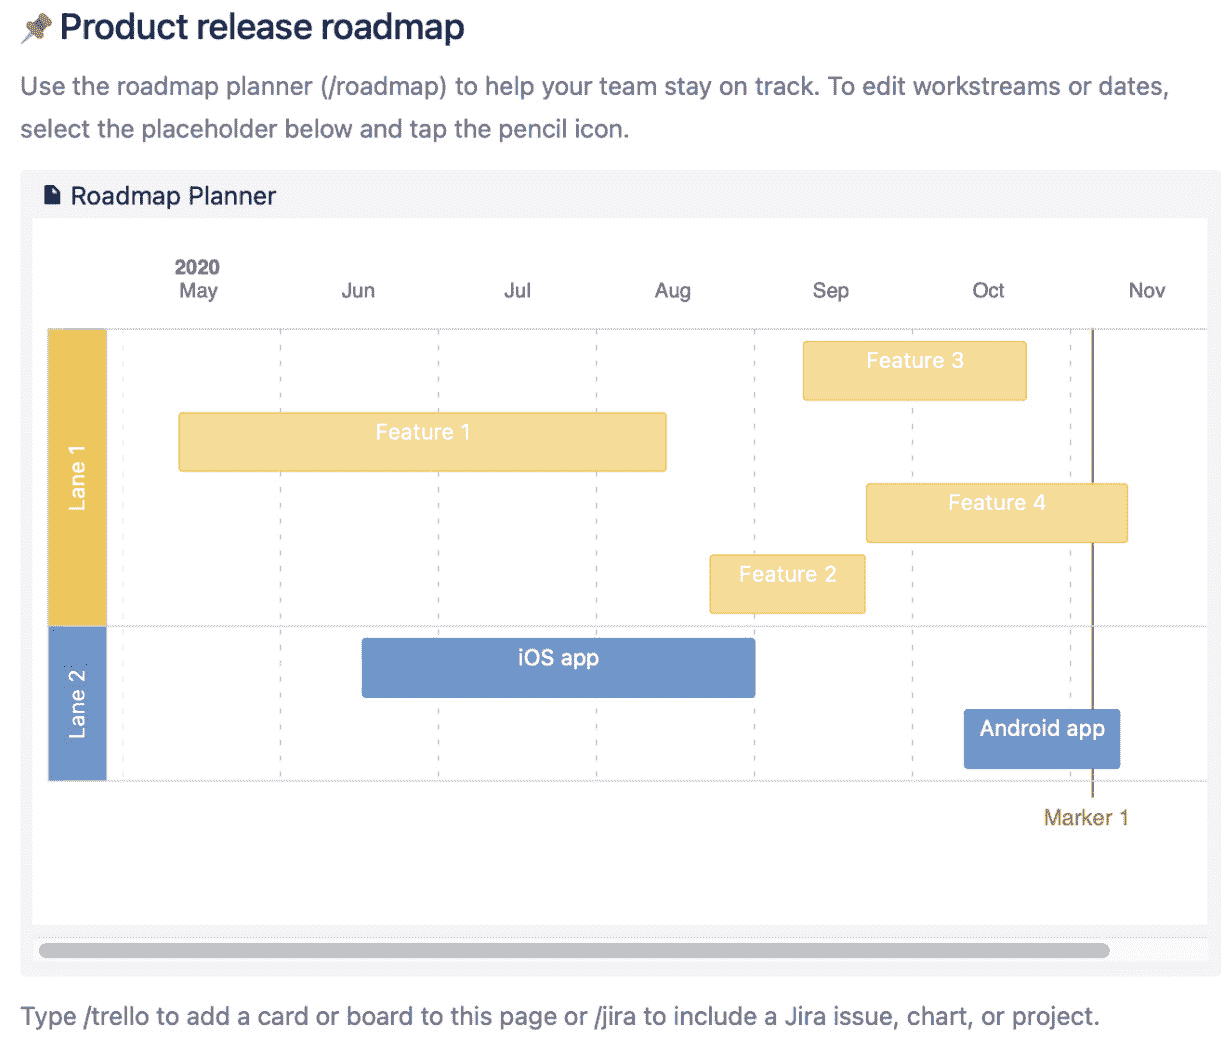 Product release roadmap
Use the roadmap planner (/roadmap) to help your team stay on track. To edit workstreams or dates,
select the placeholder below and tap the pencil icon.
Roadmap Planner
2020
May Jun Jul Aug Sep Oct Nov
Lane 1
Feature 3
Feature 1
Feature 4
Feature 2
Lane 2
iOS app
Android app
Marker 1
Type /trello to add a card or board to this page or /jira to include a Jira issue, chart, or project.